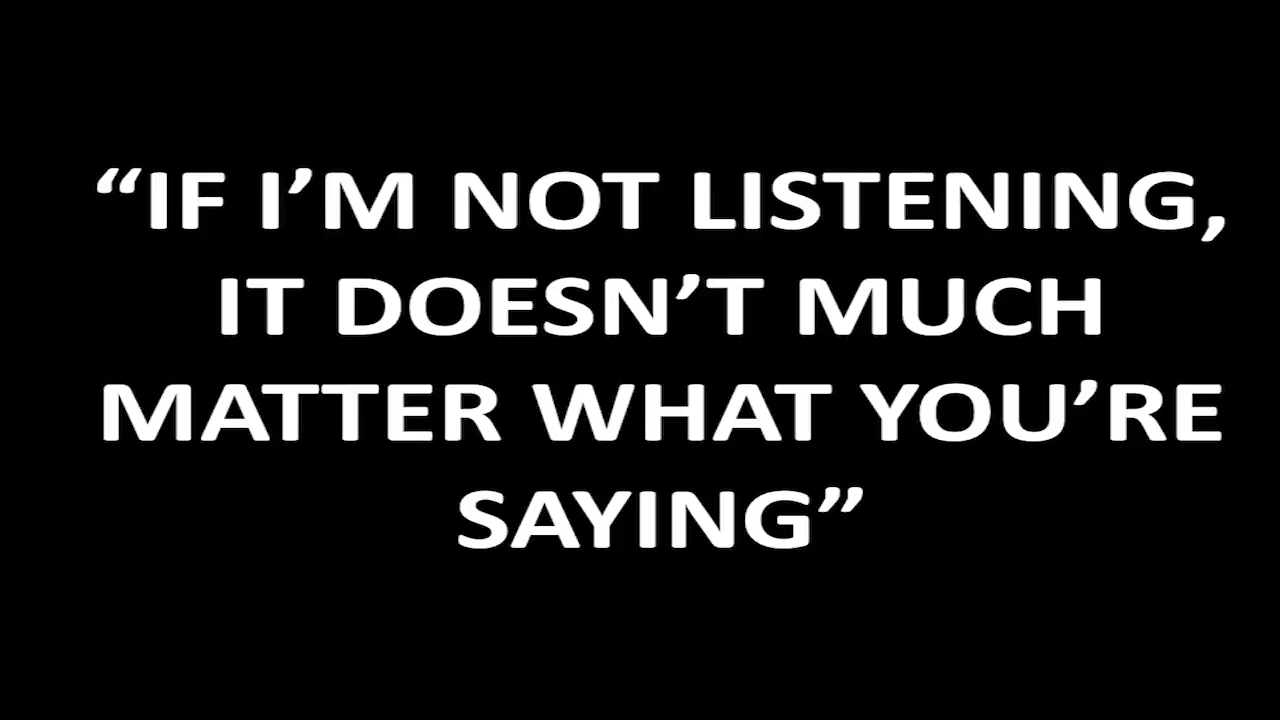 “IF I’M NOT LISTENING,
IT DOESN’T MUCH
MATTER WHAT YOU’RE
SAYING”